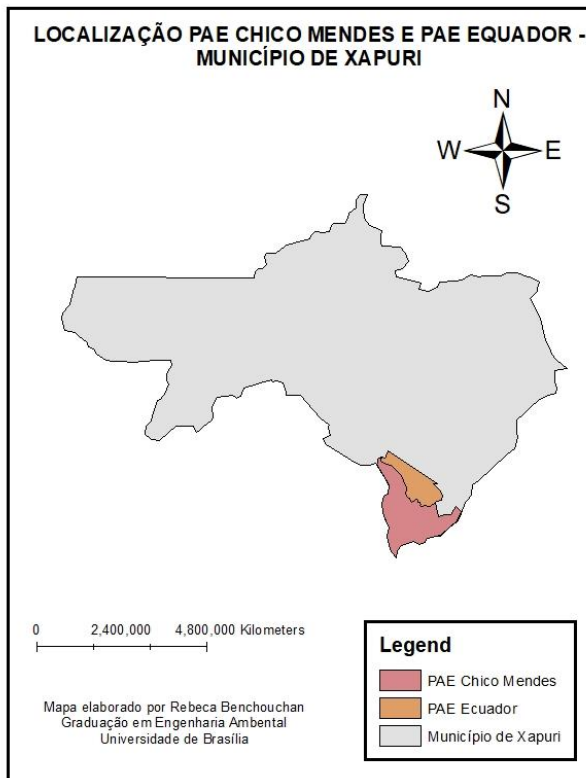 LOCALIZAÇÃO PAE CHICO MENDES E PAE EQUADOR -
MUNICÍPIO DE XAPURI
N
W
E
S
0
2,400,000
4,800,000 Kilometers
Mapa elaborado por Rebeca Benchouchan
Graduação em Engenharia Ambental
Universidade de Brasília
Legend
PAE Chico Mendes
PAE Ecuador
Município de Xapuri